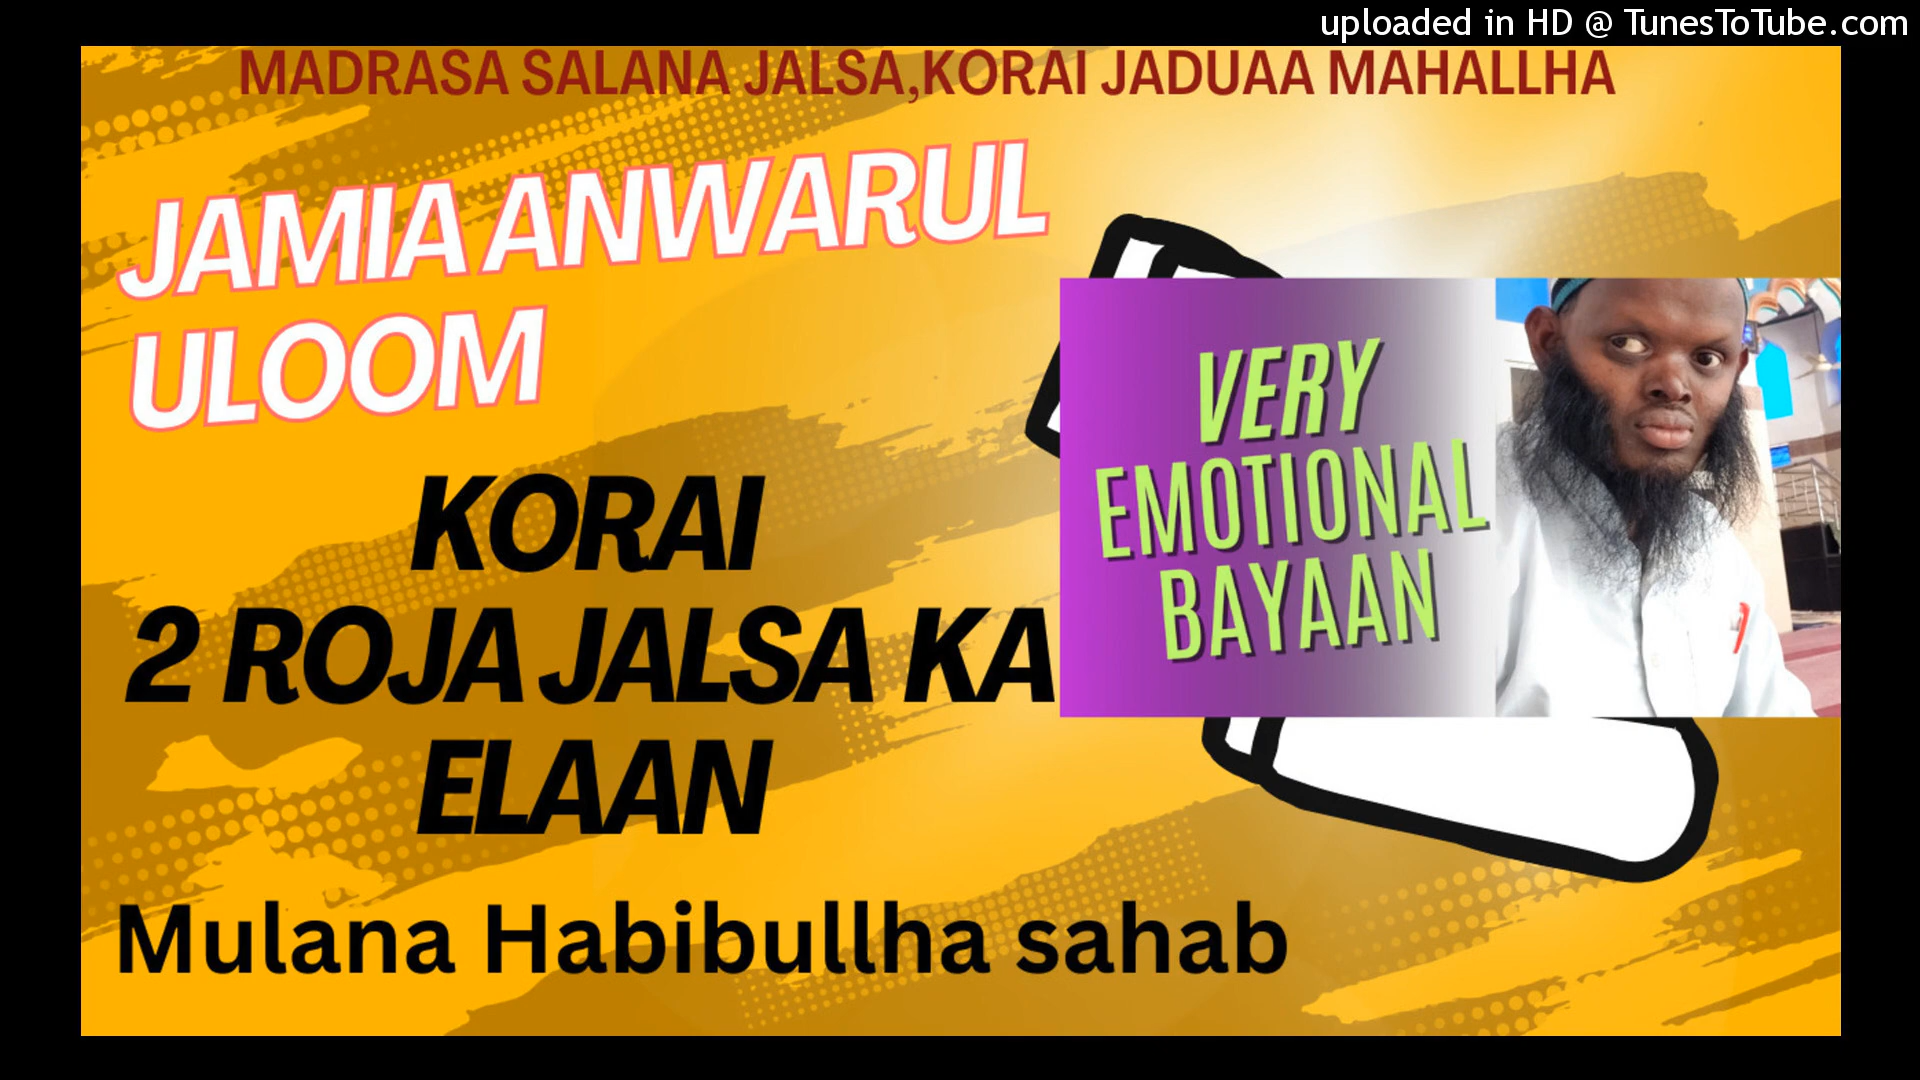 uploaded in HD @ TunesToTube.com
MADRASA SALANA JALSA,KORAI JADUAA MAHALLHA
JAMIA ANWARUL
ULOOM
KORAI
2 ROJA JALSA KA
ELAAN
Mulana Habibullha sahab
VERY
EMOTIONAL
BAYAAN